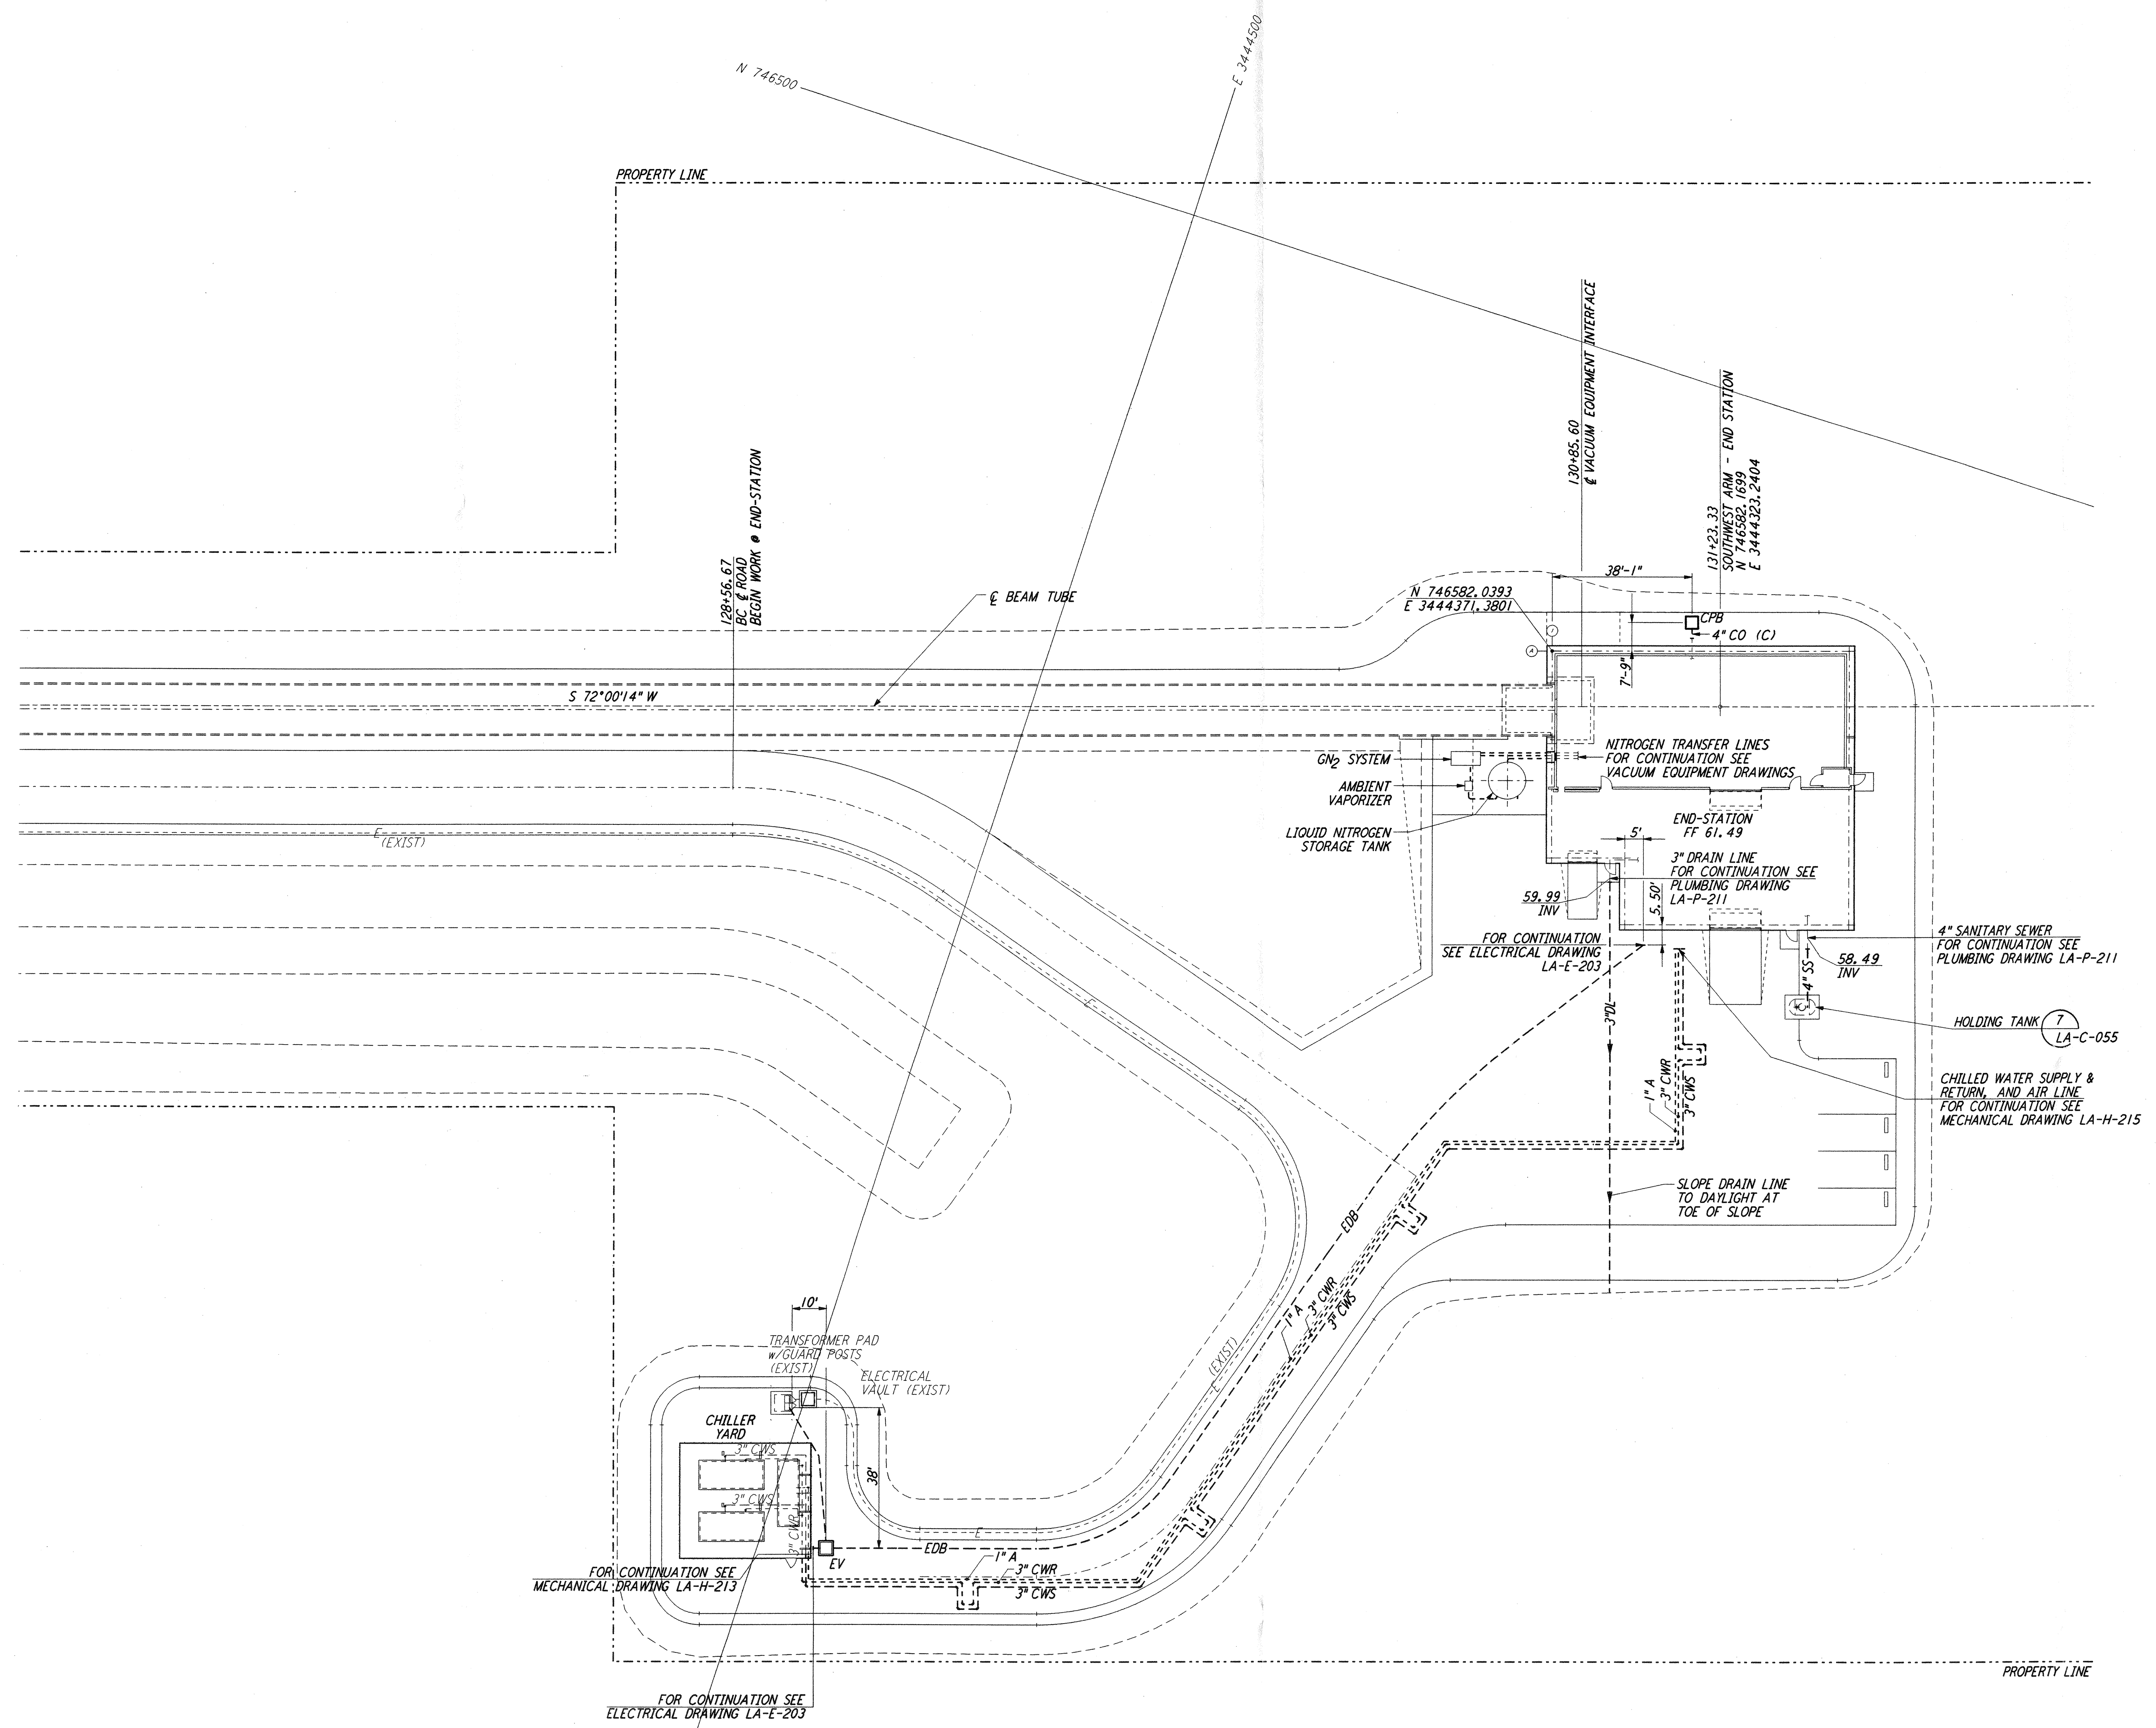 N 746500
E 3444500
PROPERTY LINE
130+85.60
℄ VACUUM EQUIPMENT INTERFACE
131+23.33
SOUTHWEST ARM - END STATION
N 746582.1699
E 3444323.2404
128+56.67
BC ℄ ROAD
BEGIN WORK @ END-STATION
℄ BEAM TUBE
38'-1"
N 746582.0393
E 3444371.3801
CPB
4" CO (C)
7'-9"
A
S 72°00'14" W
GN2 SYSTEM
AMBIENT
VAPORIZER
LIQUID NITROGEN
STORAGE TANK
NITROGEN TRANSFER LINES
FOR CONTINUATION SEE
VACUUM EQUIPMENT DRAWINGS
END-STATION
FF 61.49
5'
3" DRAIN LINE
FOR CONTINUATION SEE
PLUMBING DRAWING
LA-P-211
59.99
INV
5.50'
E
(EXIST)
FOR CONTINUATION
SEE ELECTRICAL DRAWING
LA-E-203
4" SANITARY SEWER
FOR CONTINUATION SEE
PLUMBING DRAWING LA-P-211
58.49
INV
4" SS
3"DL
E
HOLDING TANK
7
LA-C-055
CHILLED WATER SUPPLY &
RETURN, AND AIR LINE
FOR CONTINUATION SEE
MECHANICAL DRAWING LA-H-215
1" A
3" CWR
3" CWS
SLOPE DRAIN LINE
TO DAYLIGHT AT
TOE OF SLOPE
EDB
1" A
3" CWR
3" CWS
(EXIST)
E
10'
TRANSFORMER PAD
w/GUARD POSTS
(EXIST)
ELECTRICAL
VAULT (EXIST)
CHILLER
YARD
3" CWS
3" CWS
3" CWR
38'
E
EDB
EV
1" A
3" CWR
3" CWS
FOR CONTINUATION SEE
MECHANICAL DRAWING LA-H-213
FOR CONTINUATION SEE
ELECTRICAL DRAWING LA-E-203
PROPERTY LINE